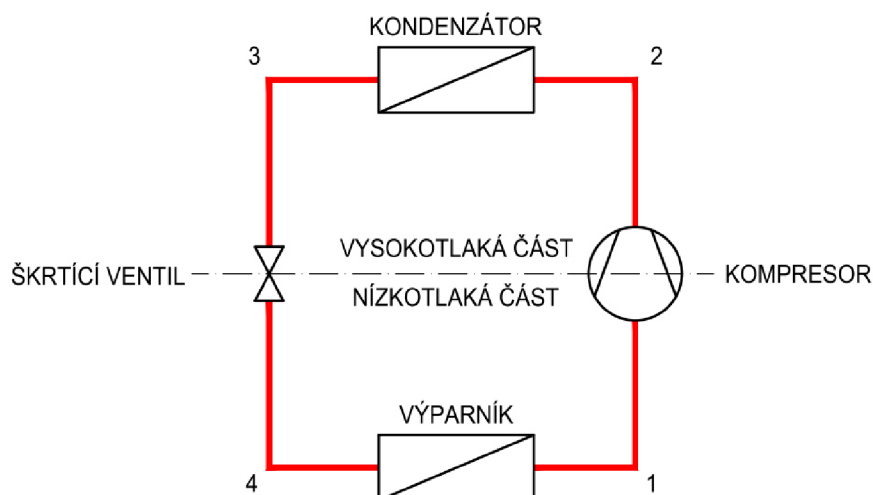 KONDENZÁTOR
3
2
VYSOKOTLAKÁ ČÁST
ŠKRTÍCÍ VENTIL
KOMPRESOR
NÍZKOTLAKÁ ČÁST
VÝPARNÍK
4
1